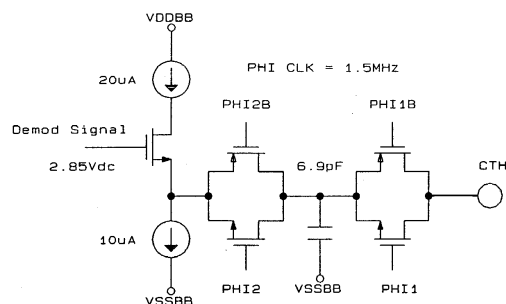 VDDBB
20uA
PHI CLK = 1.5MHz
PHI2B
PHI1B
Demod Signal
2.85Vdc
6.9pF
CTH
10uA
VSSBB
PHI2
VSSBB
PHI1